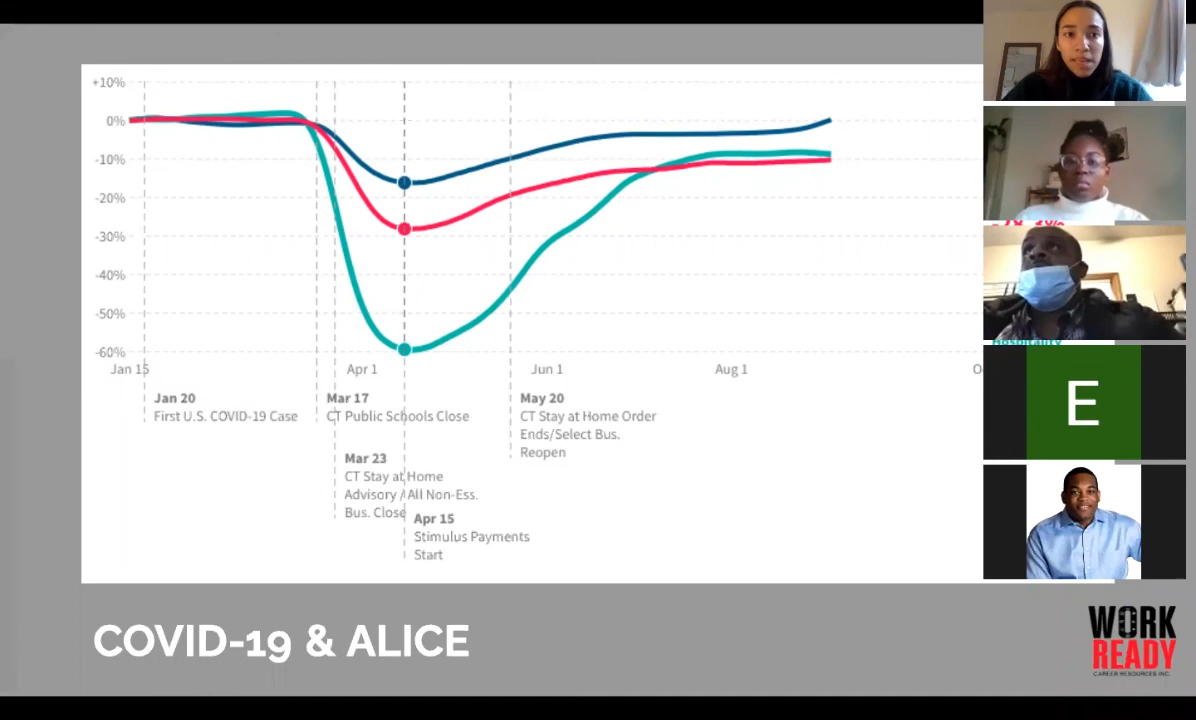 +10%
0%
-10%
-20%
-30%
-40%
-50%
-60%
Jan 15
Apr 1
Jun 1
Aug 1
Jan 20
First U.S. COVID-19 Case
Mar 17
CT Public Schools Close
Mar 23
CT Stay at Home
Advisory / All Non-Ess.
Bus. Close
Apr 15
Stimulus Payments
Start
May 20
CT Stay at Home Order
Ends/Select Bus.
Reopen
E
COVID-19 & ALICE
WORK
READY
CAREER RESOURCES INC.